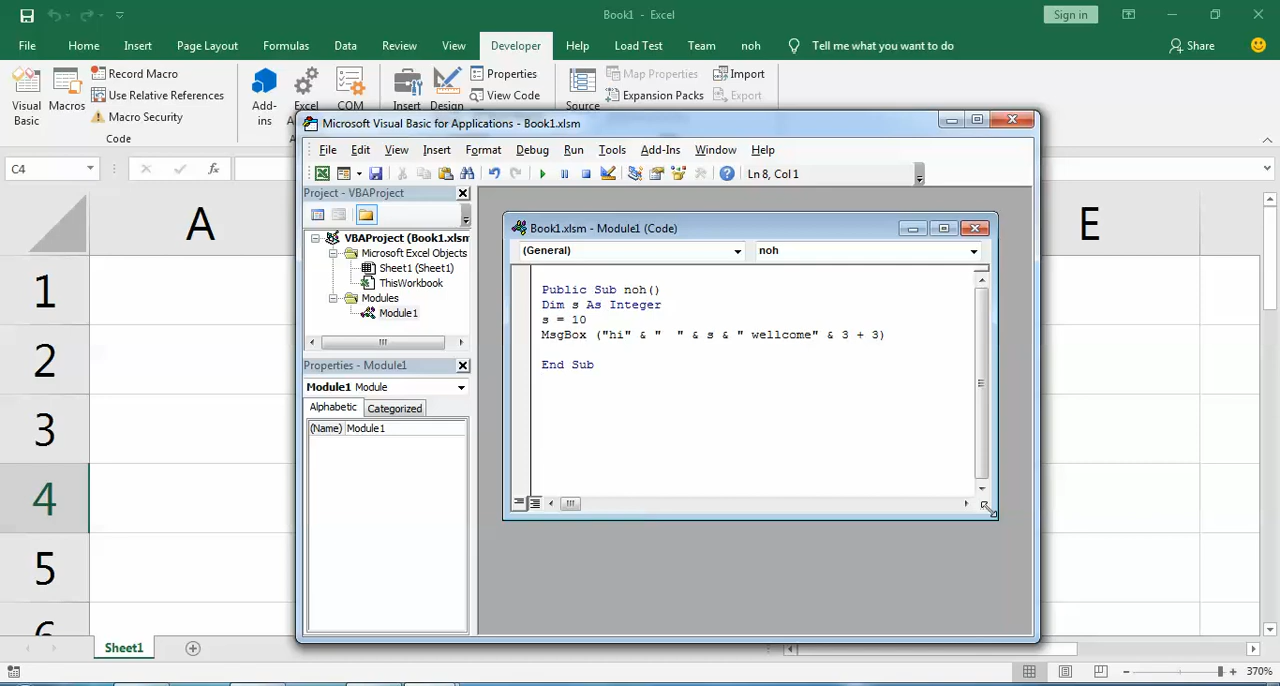 Book1 - Excel
Sign in
File Home Insert Page Layout Formulas Data Review View Developer Help Load Test Team noh Tell me what you want to do Share
Visual Basic
Macros
Record Macro
Use Relative References
Macro Security
Code
Add-ins
Excel
COM
Insert
Design
Properties
View Code
Source
Map Properties
Expansion Packs
Import
Export
C4
fx
A
E
1
2
3
4
5
6
Microsoft Visual Basic for Applications - Book1.xlsm
File Edit View Insert Format Debug Run Tools Add-Ins Window Help
Ln 8, Col 1
Project - VBAProject
VBAProject (Book1.xlsm
Microsoft Excel Objects
Sheet1 (Sheet1)
ThisWorkbook
Modules
Module1
Properties - Module1
Module1 Module
Alphabetic Categorized
(Name) Module1
Book1.xlsm - Module1 (Code)
(General) noh
Public Sub noh()
Dim s As Integer
s = 10
MsgBox ("hi" & "  " & s & " wellcome" & 3 + 3)
End Sub
Sheet1
370%